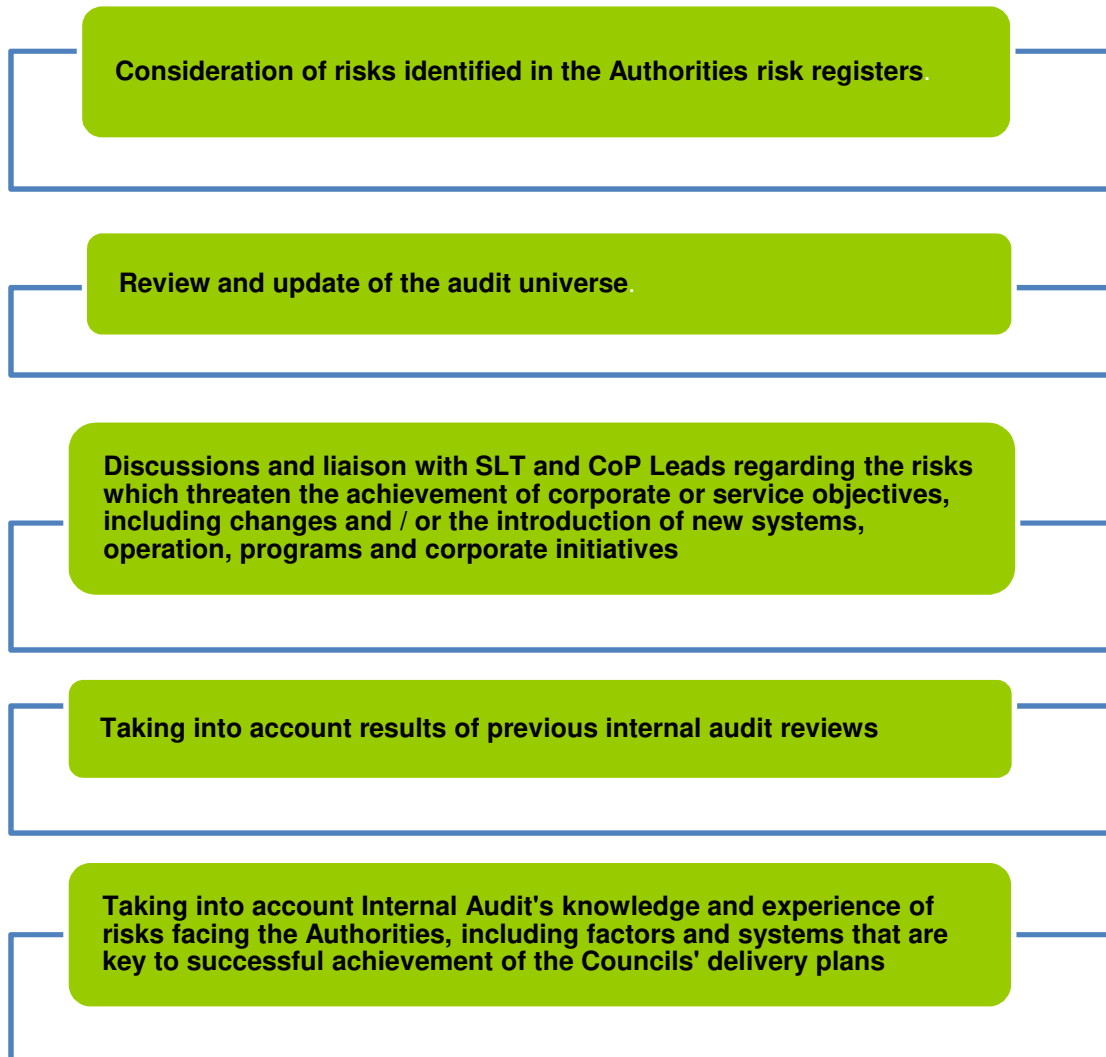 Consideration of risks identified in the Authorities risk registers.
Review and update of the audit universe.
Discussions and liaison with SLT and CoP Leads regarding the risks
which threaten the achievement of corporate or service objectives,
including changes and / or the introduction of new systems,
operation, programs and corporate initiatives
Taking into account results of previous internal audit reviews
Taking into account Internal Audit's knowledge and experience of
risks facing the Authorities, including factors and systems that are
key to successful achievement of the Councils' delivery plans